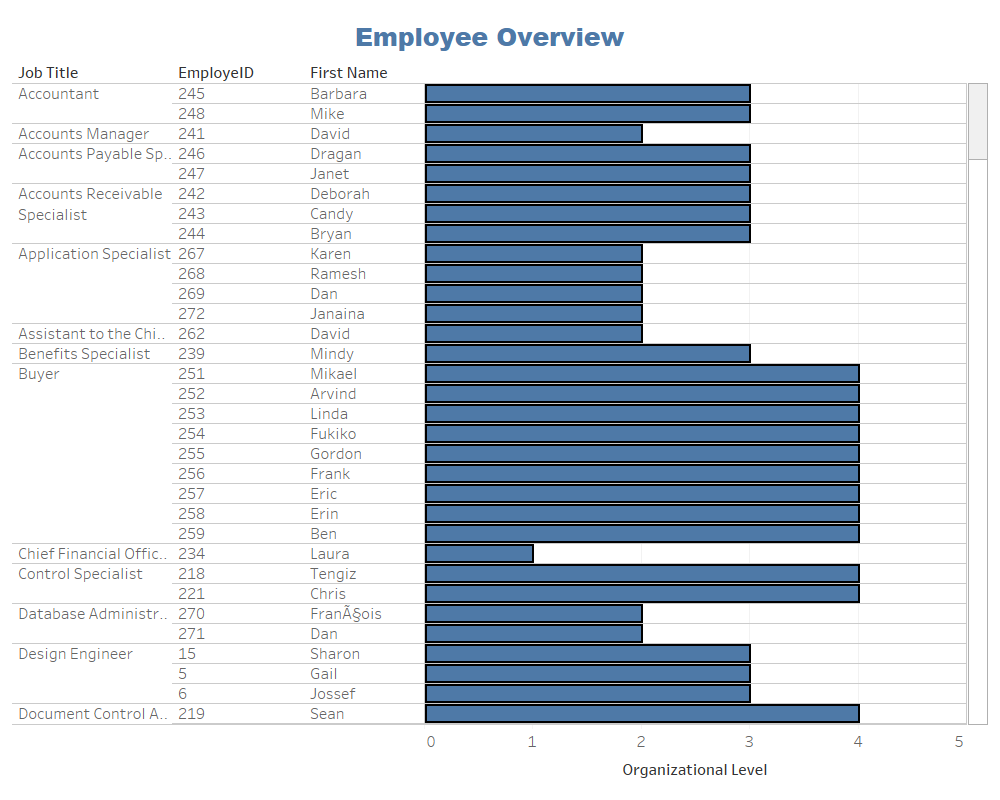 Employee Overview
Job Title EmployeID First Name
Accountant 245 Barbara
248 Mike
Accounts Manager 241 David
Accounts Payable Sp.. 246 Dragan
247 Janet
Accounts Receivable 242 Deborah
Specialist 243 Candy
244 Bryan
Application Specialist 267 Karen
268 Ramesh
269 Dan
272 Janaina
Assistant to the Chi.. 262 David
Benefits Specialist 239 Mindy
Buyer 251 Mikael
252 Arvind
253 Linda
254 Fukiko
255 Gordon
256 Frank
257 Eric
258 Erin
259 Ben
Chief Financial Offic.. 234 Laura
Control Specialist 218 Tengiz
221 Chris
Database Administr.. 270 FranÃ§ois
271 Dan
Design Engineer 15 Sharon
5 Gail
6 Jossef
Document Control A.. 219 Sean
0 1 2 3 4 5
Organizational Level